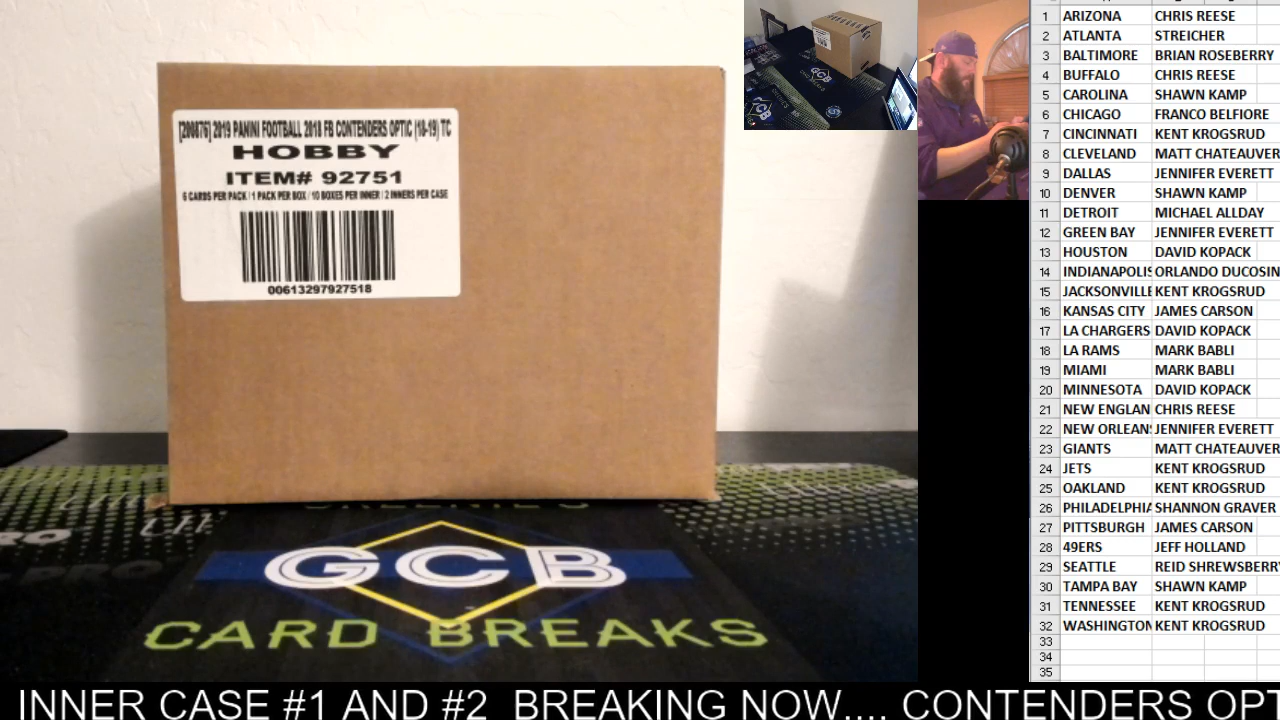 [200876] 2019 PANINI FOOTBALL 2018 FB CONTENDERS OPTIC (18-19) TC
HOBBY
ITEM# 92751
6 CARDS PER PACK / 1 PACK PER BOX / 10 BOXES PER INNER / 2 INNERS PER CASE
00613297927518
GCB
CARD BREAKS
GCB
CARD BREAKS
1 ARIZONA CHRIS REESE
2 ATLANTA STREICHER
3 BALTIMORE BRIAN ROSEBERRY
4 BUFFALO CHRIS REESE
5 CAROLINA SHAWN KAMP
6 CHICAGO FRANCO BELFIORE
7 CINCINNATI KENT KROGSRUD
8 CLEVELAND MATT CHATEAUVER
9 DALLAS JENNIFER EVERETT
10 DENVER SHAWN KAMP
11 DETROIT MICHAEL ALLDAY
12 GREEN BAY JENNIFER EVERETT
13 HOUSTON DAVID KOPACK
14 INDIANAPOLIS ORLANDO DUCOSIN
15 JACKSONVILLE KENT KROGSRUD
16 KANSAS CITY JAMES CARSON
17 LA CHARGERS DAVID KOPACK
18 LA RAMS MARK BABLI
19 MIAMI MARK BABLI
20 MINNESOTA DAVID KOPACK
21 NEW ENGLAN CHRIS REESE
22 NEW ORLEANS JENNIFER EVERETT
23 GIANTS MATT CHATEAUVER
24 JETS KENT KROGSRUD
25 OAKLAND KENT KROGSRUD
26 PHILADELPHIA SHANNON GRAVER
27 PITTSBURGH JAMES CARSON
28 49ERS JEFF HOLLAND
29 SEATTLE REID SHREWSBERRY
30 TAMPA BAY SHAWN KAMP
31 TENNESSEE KENT KROGSRUD
32 WASHINGTON KENT KROGSRUD
33
34
35
INNER CASE #1 AND #2 BREAKING NOW.... CONTENDERS OPT